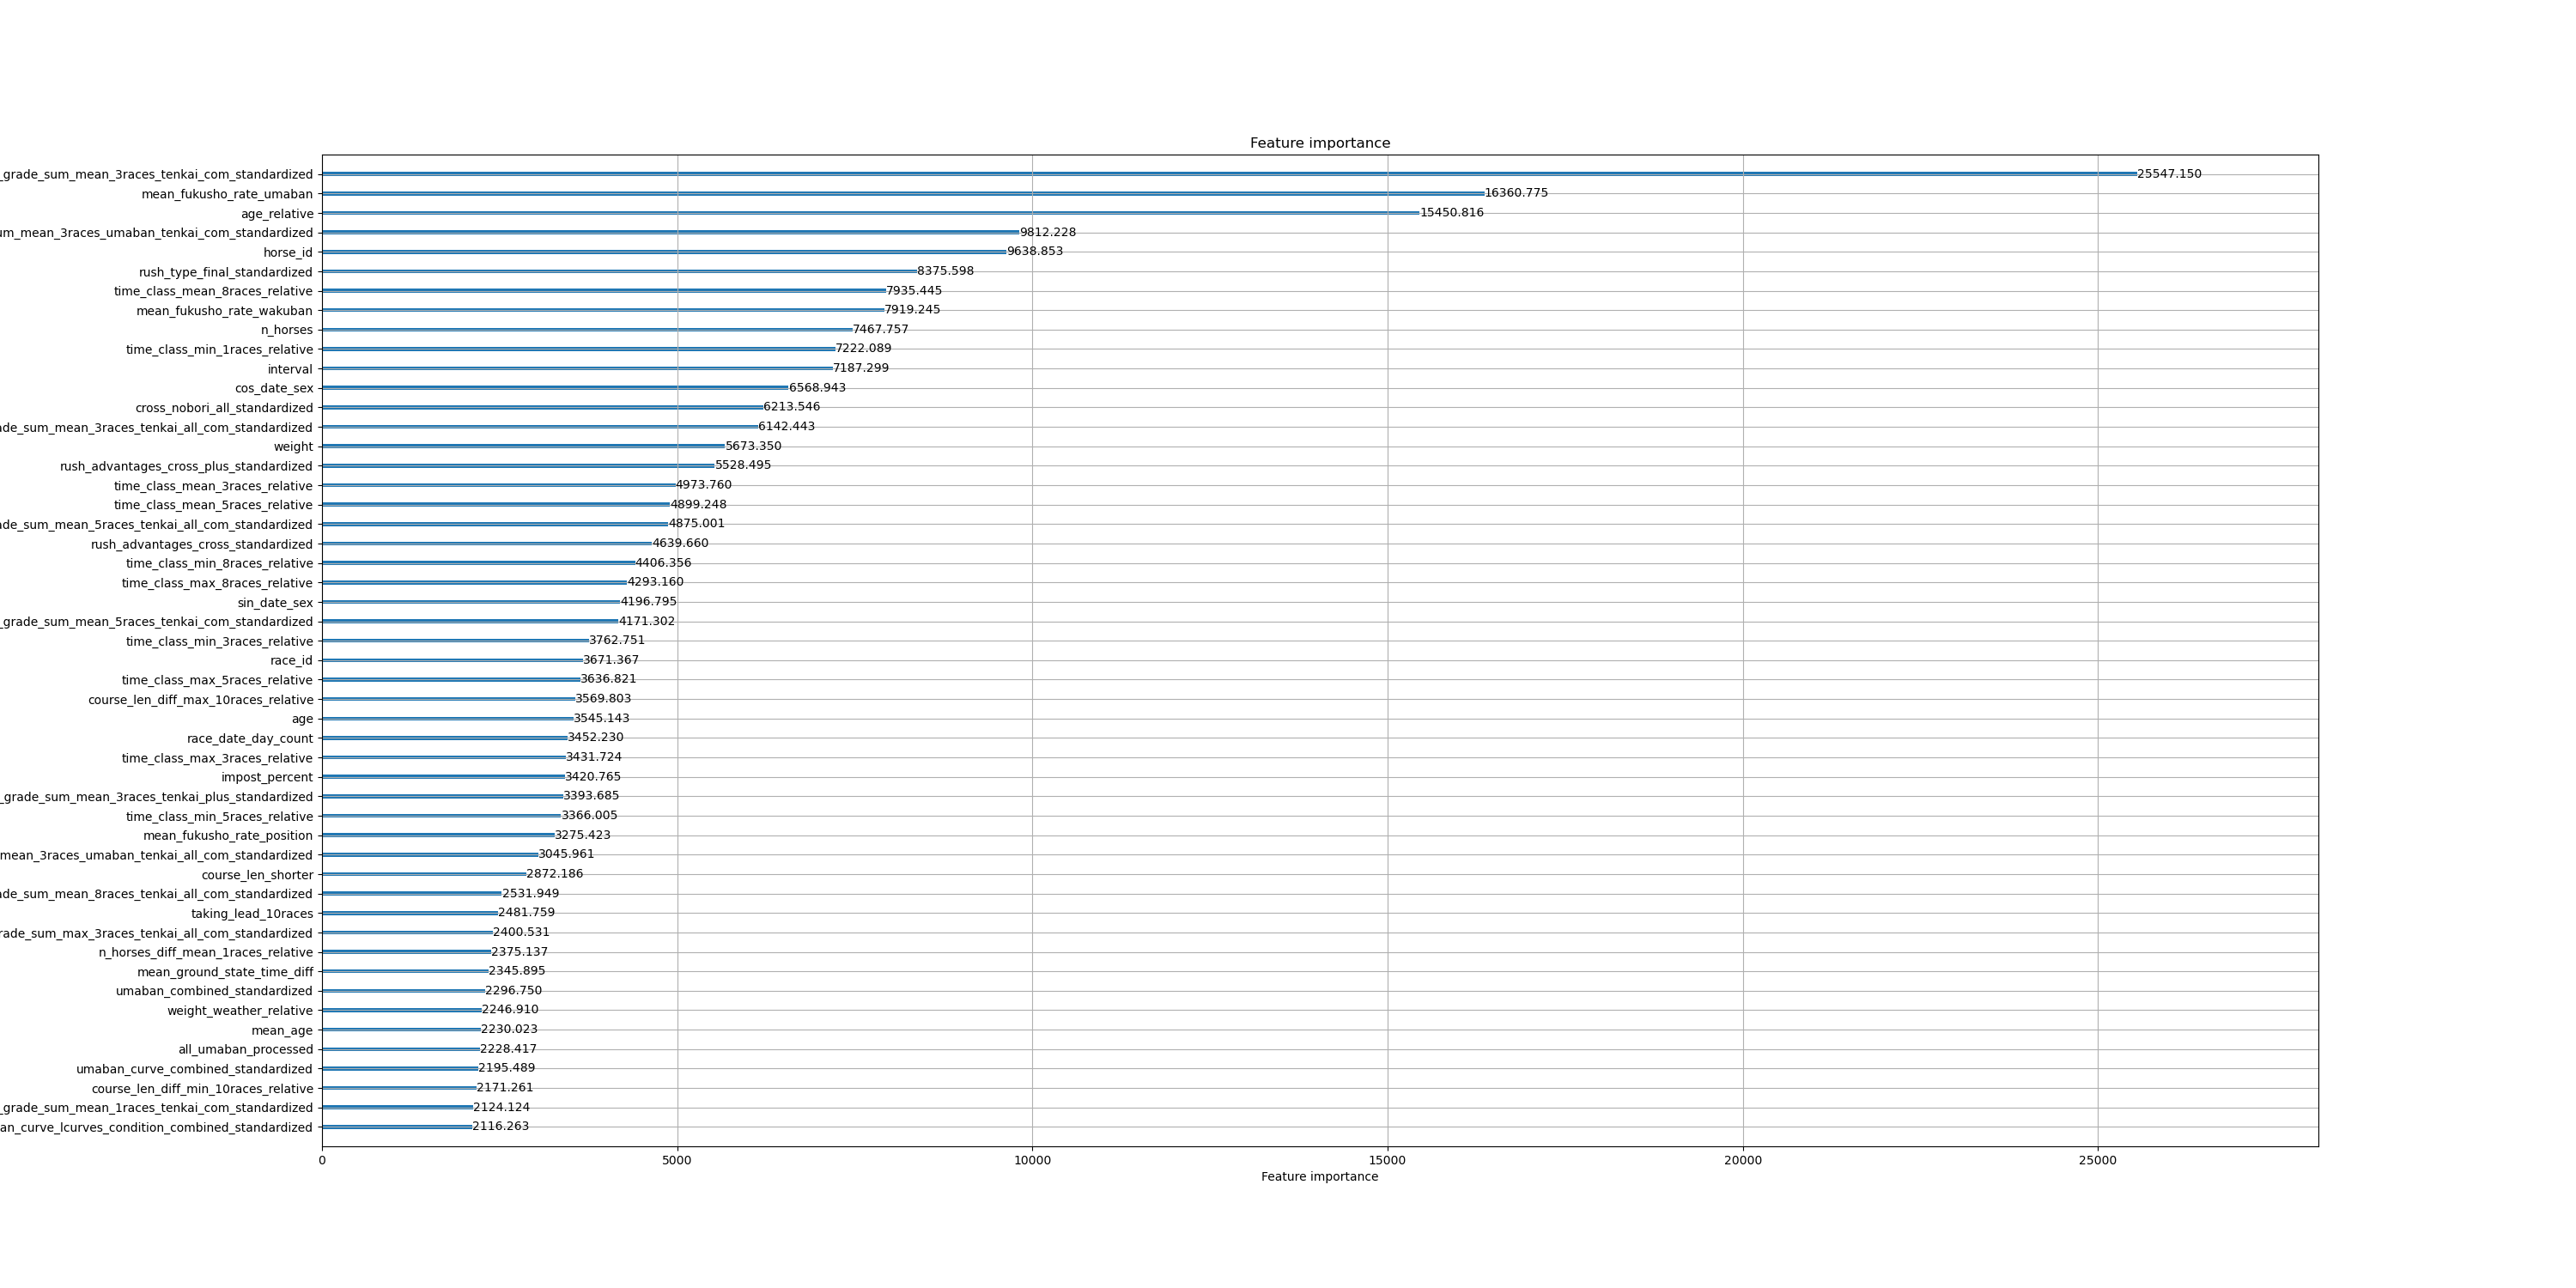 Feature importance
_grade_sum_mean_3races_tenkai_com_standardized 25547.150
mean_fukusho_rate_umaban 16360.775
age_relative 15450.816
um_mean_3races_umaban_tenkai_com_standardized 9812.228
horse_id 9638.853
rush_type_final_standardized 8375.598
time_class_mean_8races_relative 7935.445
mean_fukusho_rate_wakuban 7919.245
n_horses 7467.757
time_class_min_1races_relative 7222.089
interval 7187.299
cos_date_sex 6568.943
cross_nobori_all_standardized 6213.546
ade_sum_mean_3races_tenkai_all_com_standardized 6142.443
weight 5673.350
rush_advantages_cross_plus_standardized 5528.495
time_class_mean_3races_relative 4973.760
time_class_mean_5races_relative 4899.248
ade_sum_mean_5races_tenkai_all_com_standardized 4875.001
rush_advantages_cross_standardized 4639.660
time_class_min_8races_relative 4406.356
time_class_max_8races_relative 4293.160
sin_date_sex 4196.795
_grade_sum_mean_5races_tenkai_com_standardized 4171.302
time_class_min_3races_relative 3762.751
race_id 3671.367
time_class_max_5races_relative 3636.821
course_len_diff_max_10races_relative 3569.803
age 3545.143
race_date_day_count 3452.230
time_class_max_3races_relative 3431.724
impost_percent 3420.765
_grade_sum_mean_3races_tenkai_plus_standardized 3393.685
time_class_min_5races_relative 3366.005
mean_fukusho_rate_position 3275.423
mean_3races_umaban_tenkai_all_com_standardized 3045.961
course_len_shorter 2872.186
ade_sum_mean_8races_tenkai_all_com_standardized 2531.949
taking_lead_10races 2481.759
rade_sum_max_3races_tenkai_all_com_standardized 2400.531
n_horses_diff_mean_1races_relative 2375.137
mean_ground_state_time_diff 2345.895
umaban_combined_standardized 2296.750
weight_weather_relative 2246.910
mean_age 2230.023
all_umaban_processed 2228.417
umaban_curve_combined_standardized 2195.489
course_len_diff_min_10races_relative 2171.261
_grade_sum_mean_1races_tenkai_com_standardized 2124.124
an_curve_lcurves_condition_combined_standardized 2116.263
0 5000 10000 15000 20000 25000
Feature importance